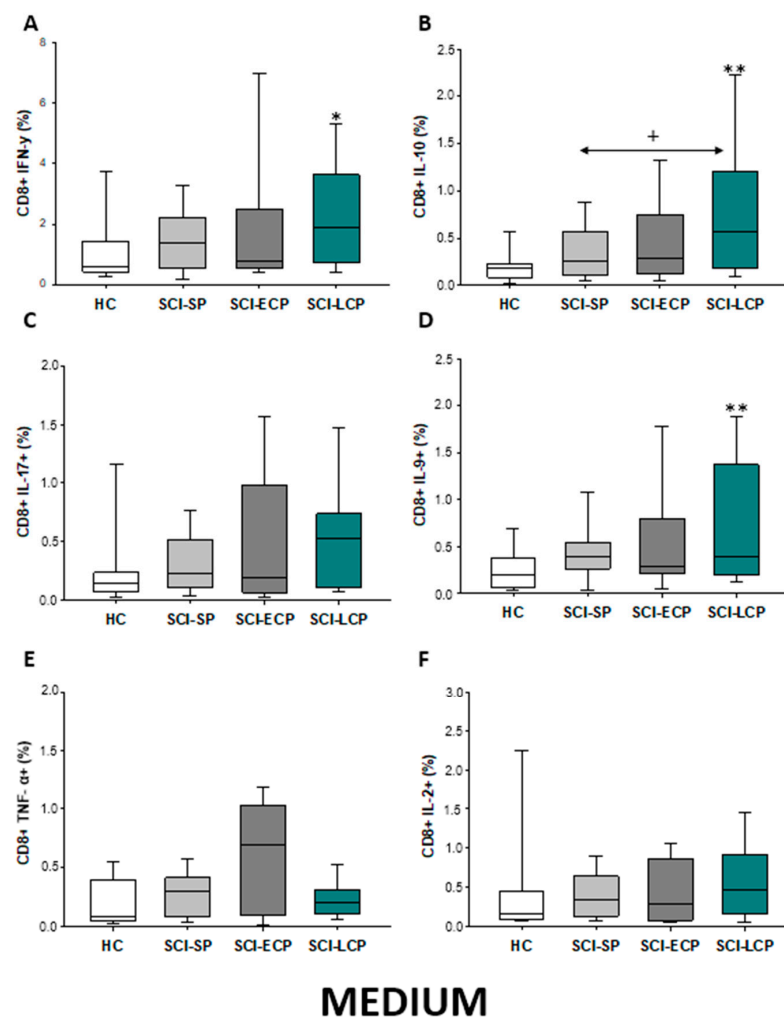 A
CD8+ IFN-y (%)
8
6
4
2
0
HC SCI-SP SCI-ECP SCI-LCP
*
B
CD8+ IL-10 (%)
2.5
2.0
1.5
1.0
0.5
0.0
HC SCI-SP SCI-ECP SCI-LCP
+
**
C
CD8+ IL-17+ (%)
2.0
1.5
1.0
0.5
0.0
HC SCI-SP SCI-ECP SCI-LCP
D
CD8+ IL-9+ (%)
2.5
2.0
1.5
1.0
0.5
0.0
HC SCI-SP SCI-ECP SCI-LCP
**
E
CD8+ TNF- α+ (%)
2.0
1.5
1.0
0.5
0.0
HC SCI-SP SCI-ECP SCI-LCP
F
CD8+ IL-2+ (%)
3.0
2.5
2.0
1.5
1.0
0.5
0.0
HC SCI-SP SCI-ECP SCI-LCP
MEDIUM